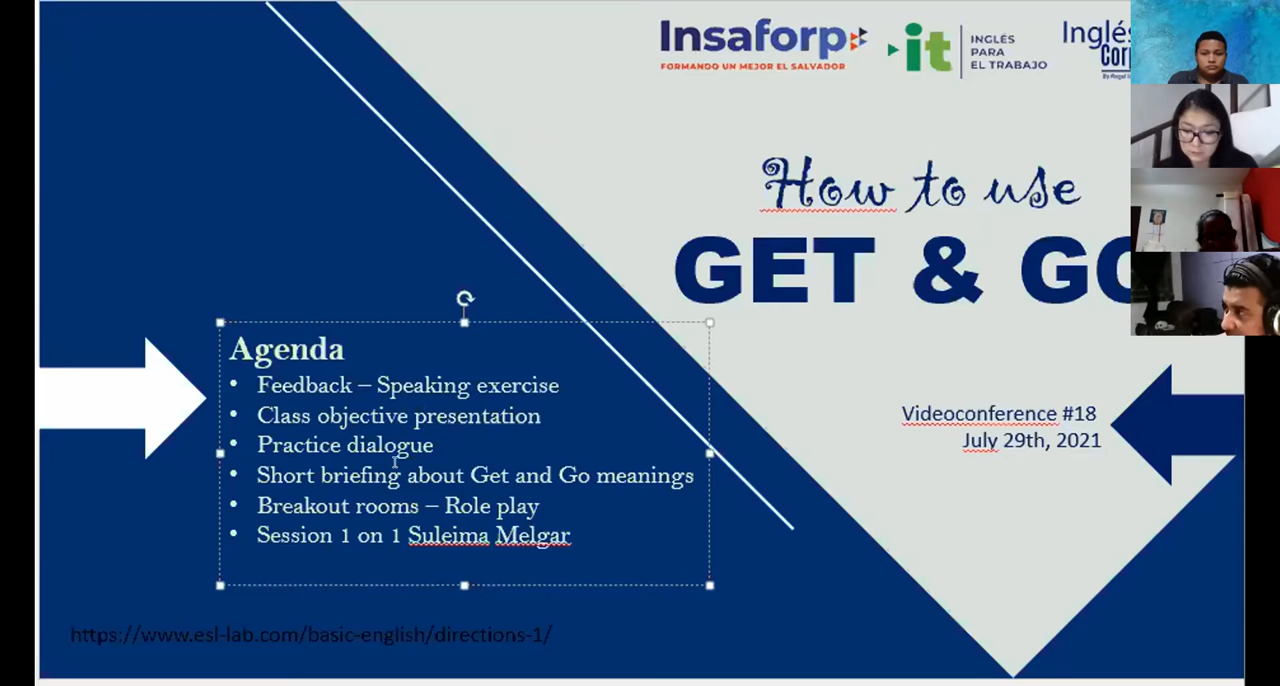 Insaforp
FORMANDO UN MEJOR EL SALVADOR
it
INGLÉS
PARA
EL TRABAJO
Inglés
How to use
GET & GO
Agenda
• Feedback – Speaking exercise
• Class objective presentation
• Practice dialogue
• Short briefing about Get and Go meanings
• Breakout rooms – Role play
• Session 1 on 1 Suleima Melgar
Videoconference #18
July 29th, 2021
https://www.esl-lab.com/basic-english/directions-1/